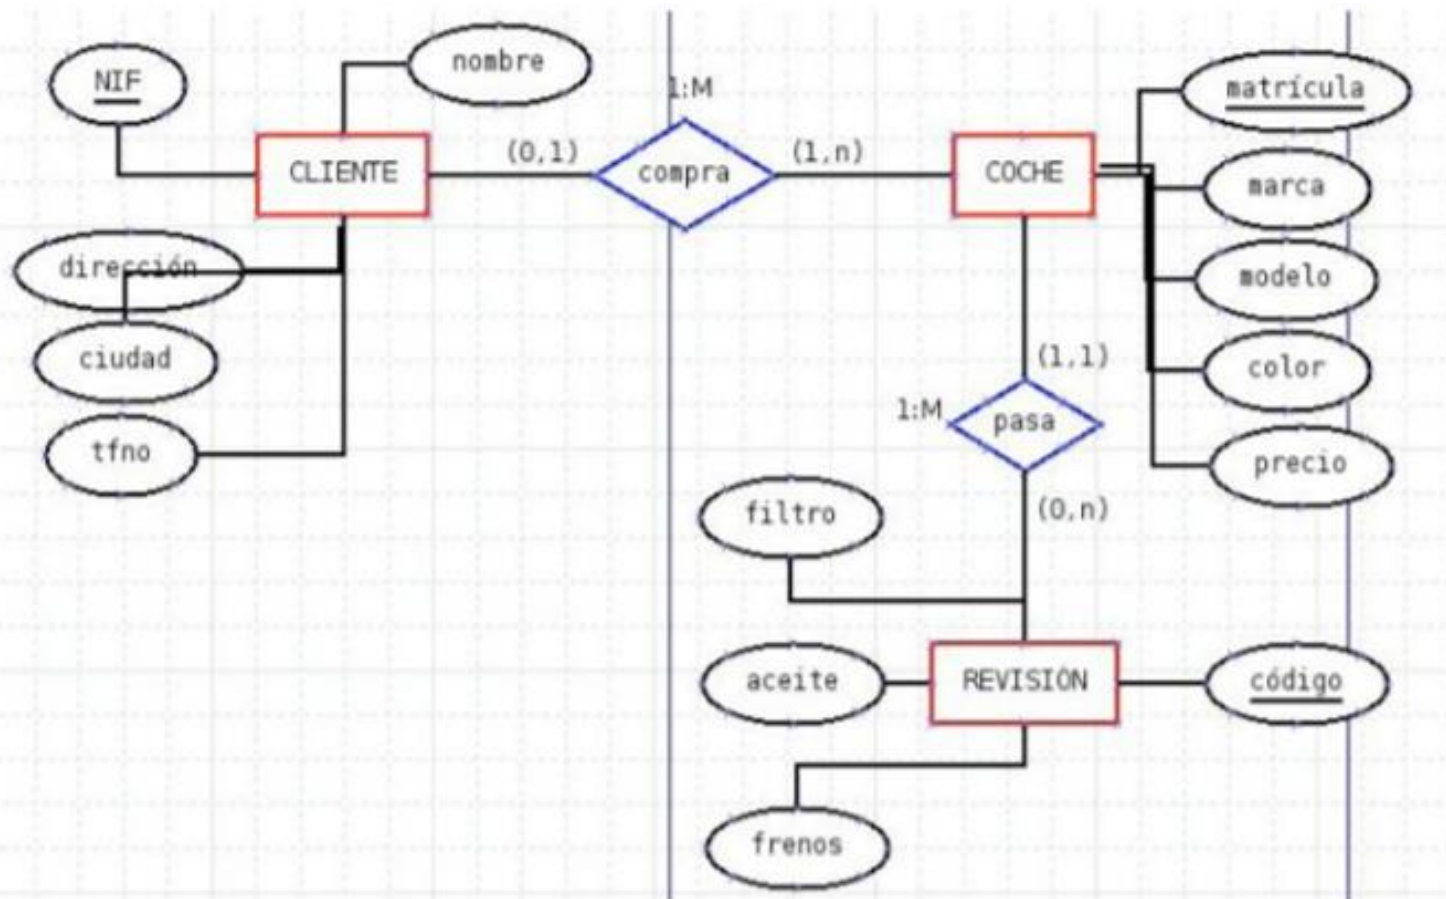 nombre
NIF
1:M
matrícula
CLIENTE
(0,1)
compra
(1,n)
COCHE
marca
dirección
modelo
ciudad
(1,1)
color
1:M
pasa
tfno
precio
filtro
(0,n)
aceite
REVISIÓN
código
frenos